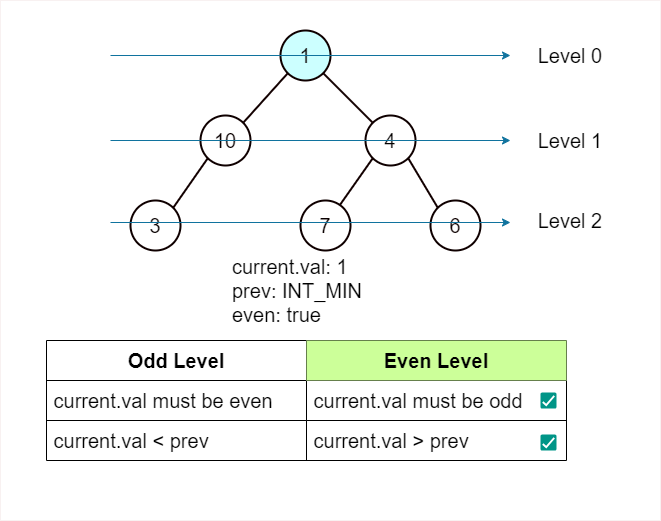 1
Level 0
10
4
Level 1
3
7
6
Level 2
current.val: 1
prev: INT_MIN
even: true
Odd Level
Even Level
current.val must be even
current.val must be odd
current.val < prev
current.val > prev